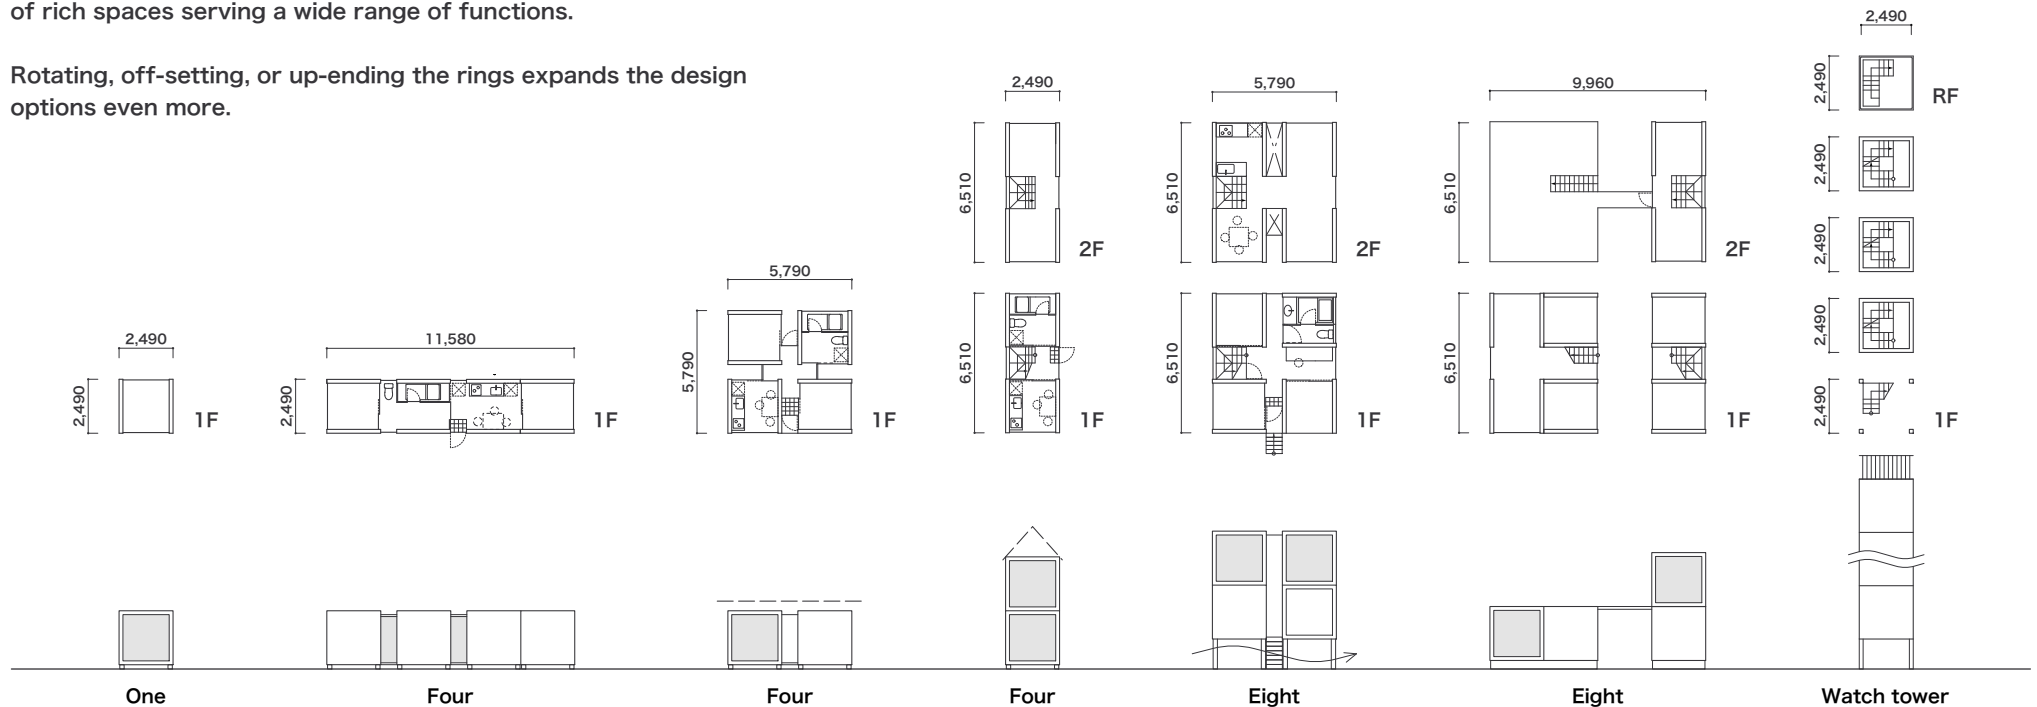 of rich spaces serving a wide range of functions.
Rotating, off-setting, or up-ending the rings expands the design
options even more.
2,490
2,490
1F
One
11,580
2,490
1F
Four
5,790
5,790
1F
Four
2,490
6,510
2F
6,510
1F
Four
5,790
6,510
2F
6,510
1F
Eight
9,960
6,510
2F
6,510
1F
Eight
2,490
2,490
RF
2,490
2,490
2,490
2,490
1F
Watch tower